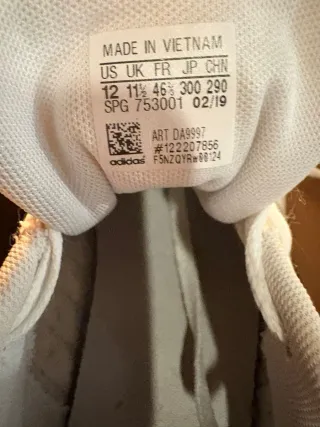 MADE IN VIETNAM
US UK FR JP CHN
12 11½ 46⅔ 300 290
SPG 753001 02/19
ART DA9997
#122207856
adidas F5NZQYRW00124